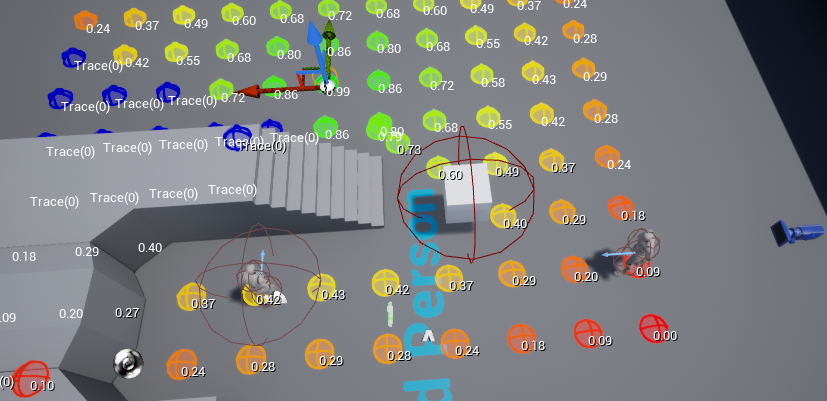 0.24 0.37 0.49 0.60 0.68 0.72 0.68 0.60 0.49 0.37 0.24
Trace(0) 0.42 0.55 0.68 0.80 0.86 0.80 0.68 0.55 0.42 0.28
Trace(0) Trace(0) Trace(0) 0.72 0.86 0.99 0.86 0.72 0.58 0.43 0.29
Trace(0) Trace(0) Trace(0) Trace(0) Trace(0) 0.86 0.80 0.68 0.55 0.42 0.28
Trace(0) 0.79 0.73
Trace(0) Trace(0) Trace(0) Trace(0) 0.60 0.49 0.37 0.24
0.40 0.29 0.18
0.18 0.29 0.40
0.37 0.42 0.43 0.42 0.37 0.29 0.20 0.09
.09 0.20 0.27
0.24 0.28 0.29 0.28 0.24 0.18 0.09 0.00
(0) 0.10
d Person